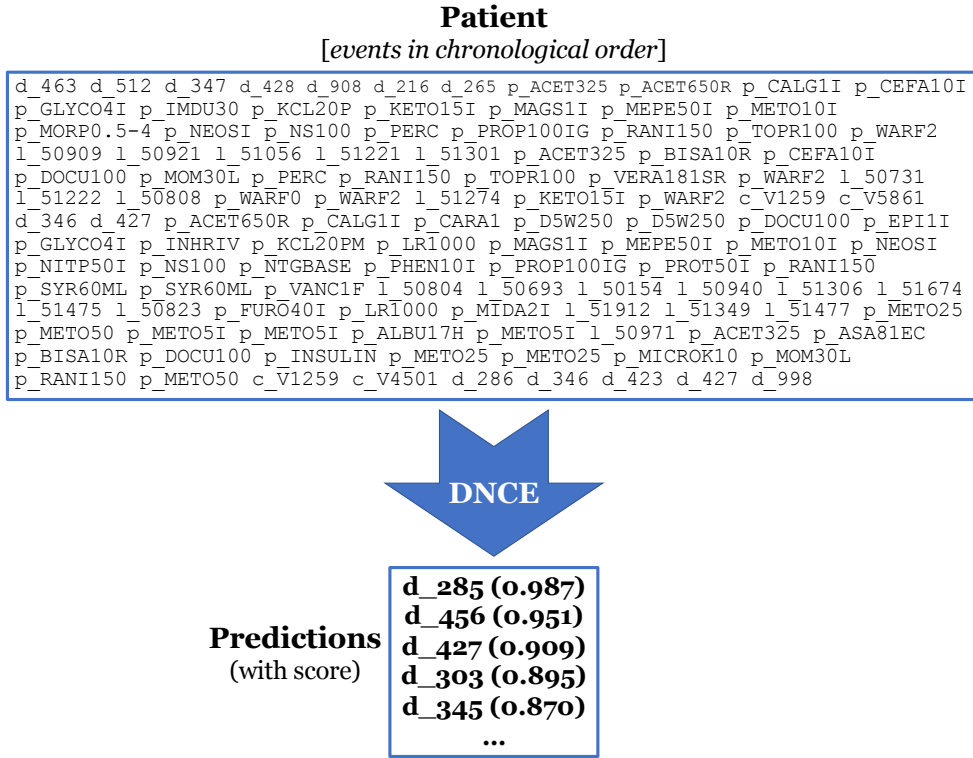 Patient
[events in chronological order]
d_463 d_512 d_347 d_428 d_908 d_216 d_265 p_ACET325 p_ACET650R p_CALG1I p_CEFA10I
p_GLYCO4I p_IMDU30 p_KCL20P p_KETO15I p_MAGS1I p_MEPE50I p_METO10I
p_MORP0.5-4 p_NEOSI p_NS100 p_PERC p_PROP100IG p_RANI150 p_TOPR100 p_WARF2
l_50909 l_50921 l_51056 l_51221 l_51301 p_ACET325 p_BISA10R p_CEFA10I
p_DOCU100 p_MOM30L p_PERC p_RANI150 p_TOPR100 p_VERA181SR p_WARF2 l_50731
l_51222 l_50808 p_WARF0 p_WARF2 l_51274 p_KETO15I p_WARF2 c_V1259 c_V5861
d_346 d_427 p_ACET650R p_CALG1I p_CARA1 p_D5W250 p_D5W250 p_DOCU100 p_EPI1I
p_GLYCO4I p_INHRIV p_KCL20PM p_LR1000 p_MAGS1I p_MEPE50I p_METO10I p_NEOSI
p_NITP50I p_NS100 p_NTGBASE p_PHEN10I p_PROP100IG p_PROT50I p_RANI150
p_SYR60ML p_SYR60ML p_VANC1F l_50804 l_50693 l_50154 l_50940 l_51306 l_51674
l_51475 l_50823 p_FURO40I p_LR1000 p_MIDA2I l_51912 l_51349 l_51477 p_METO25
p_METO50 p_METO5I p_METO5I p_ALBU17H p_METO5I l_50971 p_ACET325 p_ASA81EC
p_BISA10R p_DOCU100 p_INSULIN p_METO25 p_METO25 p_MICROK10 p_MOM30L
p_RANI150 p_METO50 c_V1259 c_V4501 d_286 d_346 d_423 d_427 d_998
DNCE
Predictions
(with score)
d_285 (0.987)
d_456 (0.951)
d_427 (0.909)
d_303 (0.895)
d_345 (0.870)
...